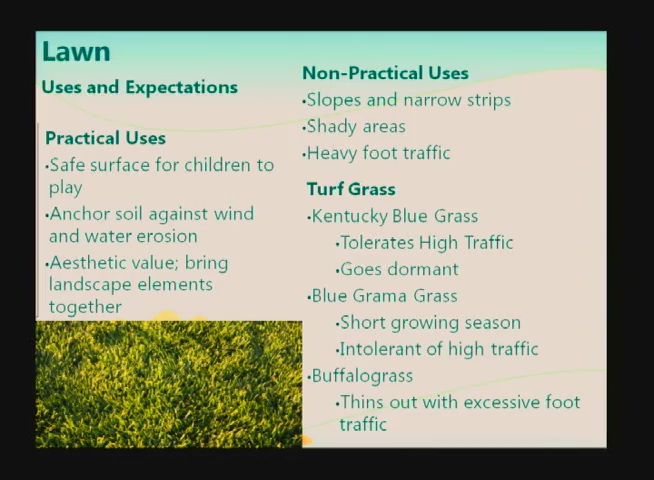 Lawn
Uses and Expectations
Practical Uses
•Safe surface for children to
play
•Anchor soil against wind
and water erosion
•Aesthetic value; bring
landscape elements
together
Non-Practical Uses
•Slopes and narrow strips
•Shady areas
•Heavy foot traffic
Turf Grass
•Kentucky Blue Grass
•Tolerates High Traffic
•Goes dormant
•Blue Grama Grass
•Short growing season
•Intolerant of high traffic
•Buffalograss
•Thins out with excessive foot
traffic